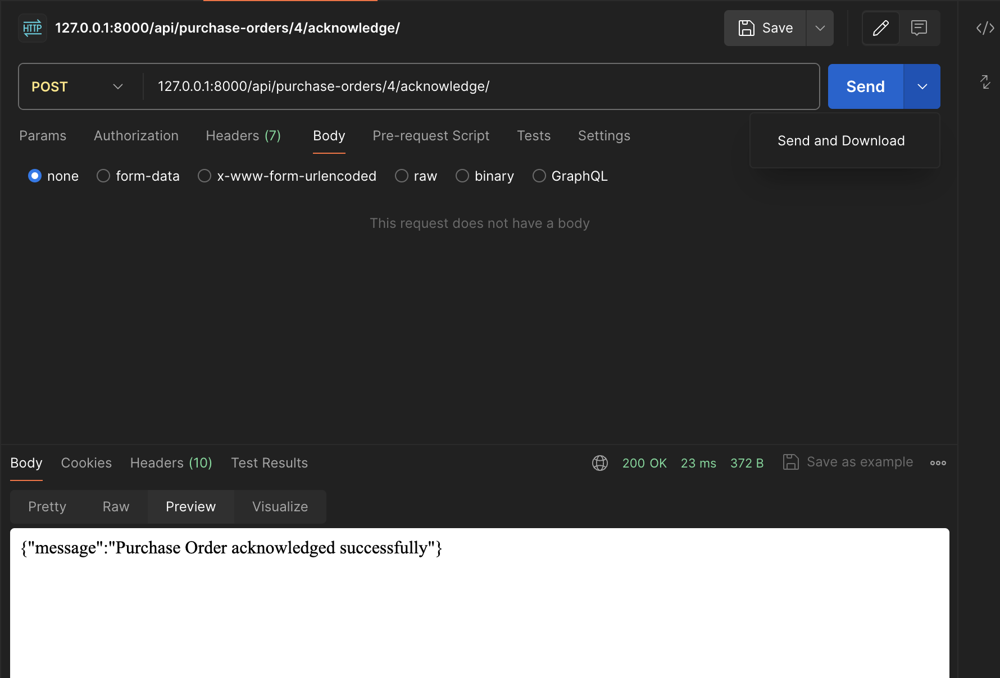 HTTP 127.0.0.1:8000/api/purchase-orders/4/acknowledge/ Save
POST 127.0.0.1:8000/api/purchase-orders/4/acknowledge/ Send
Params Authorization Headers (7) Body Pre-request Script Tests Settings
Send and Download
none form-data x-www-form-urlencoded raw binary GraphQL
This request does not have a body
Body Cookies Headers (10) Test Results 200 OK 23 ms 372 B Save as example
Pretty Raw Preview Visualize
{"message":"Purchase Order acknowledged successfully"}